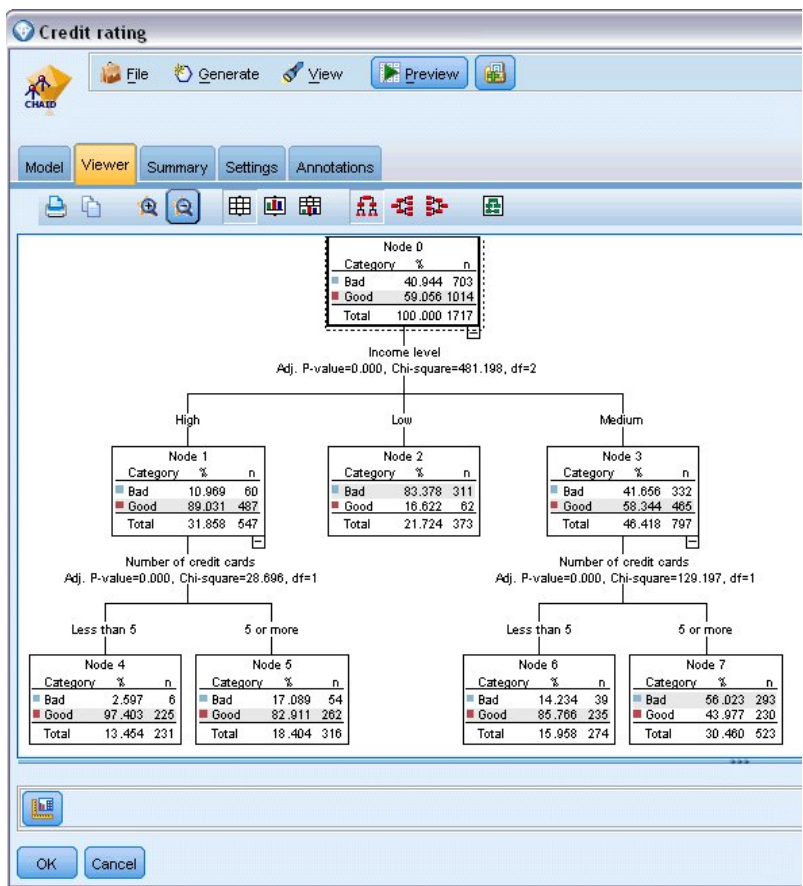 Credit rating
CHAID
File Generate View Preview
Model Viewer Summary Settings Annotations
Node 0
Category % n
Bad 40.944 703
Good 59.056 1014
Total 100.000 1717
Income level
Adj. P-value=0.000, Chi-square=481.198, df=2
High Low Medium
Node 1
Category % n
Bad 10.969 60
Good 89.031 487
Total 31.858 547
Node 2
Category % n
Bad 83.378 311
Good 16.622 62
Total 21.724 373
Node 3
Category % n
Bad 41.656 332
Good 58.344 465
Total 46.418 797
Number of credit cards
Adj. P-value=0.000, Chi-square=28.696, df=1
Number of credit cards
Adj. P-value=0.000, Chi-square=129.197, df=1
Less than 5 5 or more Less than 5 5 or more
Node 4
Category % n
Bad 2.597 6
Good 97.403 225
Total 13.454 231
Node 5
Category % n
Bad 17.089 54
Good 82.911 262
Total 18.404 316
Node 6
Category % n
Bad 14.234 39
Good 85.766 235
Total 15.958 274
Node 7
Category % n
Bad 56.023 293
Good 43.977 230
Total 30.460 523
OK Cancel